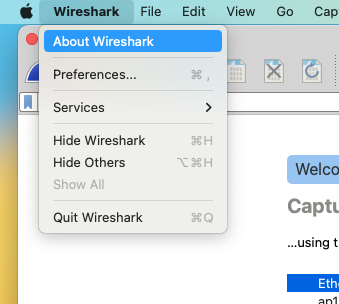 Wireshark File Edit View Go Cap
About Wireshark
Preferences... ⌘ ,
Services
Hide Wireshark ⌘H
Hide Others ⌥⌘H
Show All
Quit Wireshark ⌘Q
Welco
Captu
...using t
Ethe
ap1